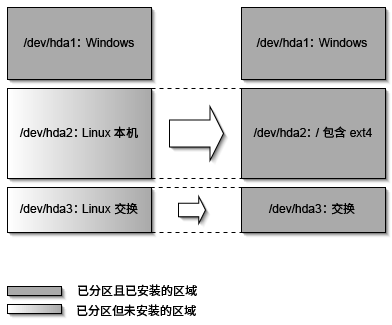 /dev/hda1：Windows
/dev/hda1：Windows
/dev/hda2：Linux 本机
/dev/hda2：/ 包含 ext4
/dev/hda3：Linux 交换
/dev/hda3：交换
已分区且已安装的区域
已分区但未安装的区域